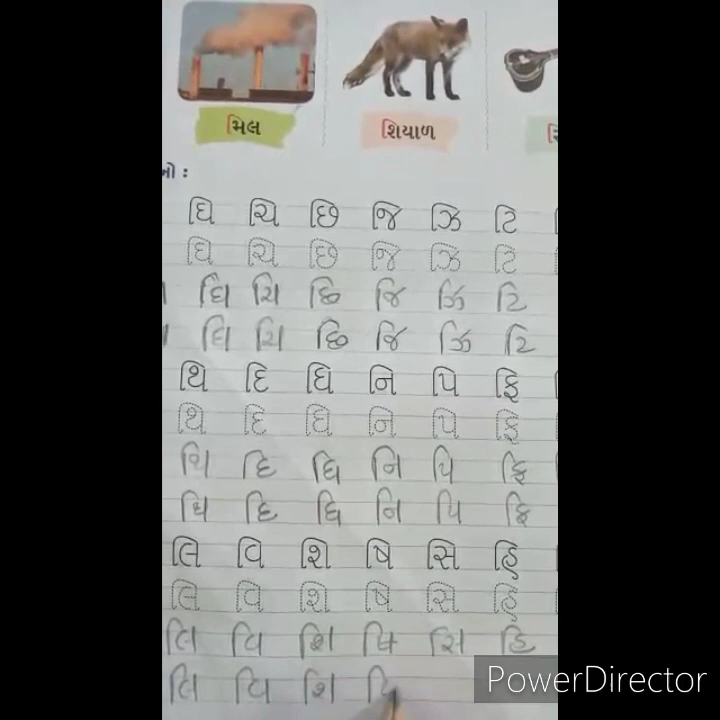 મિલ શિયાળ
ઓ :
ઘિ ચિ છિ જિ ઝિ ટિ
ઘિ ચિ છિ જિ ઝિ ટિ
ઘિ ચિ છિ જિ ઝિ ટિ
ઘિ ચિ છિ જિ ઝિ ટિ
થિ દિ ધિ નિ પિ ફિ
થિ દિ ધિ નિ પિ ફિ
થિ દિ ધિ નિ પિ ફિ
થિ દિ ધિ નિ પિ ફિ
લિ વિ શિ ષિ સિ હિ
લિ વિ શિ ષિ સિ હિ
લિ વિ શિ ષિ સિ હિ
લિ વિ શિ
PowerDirector